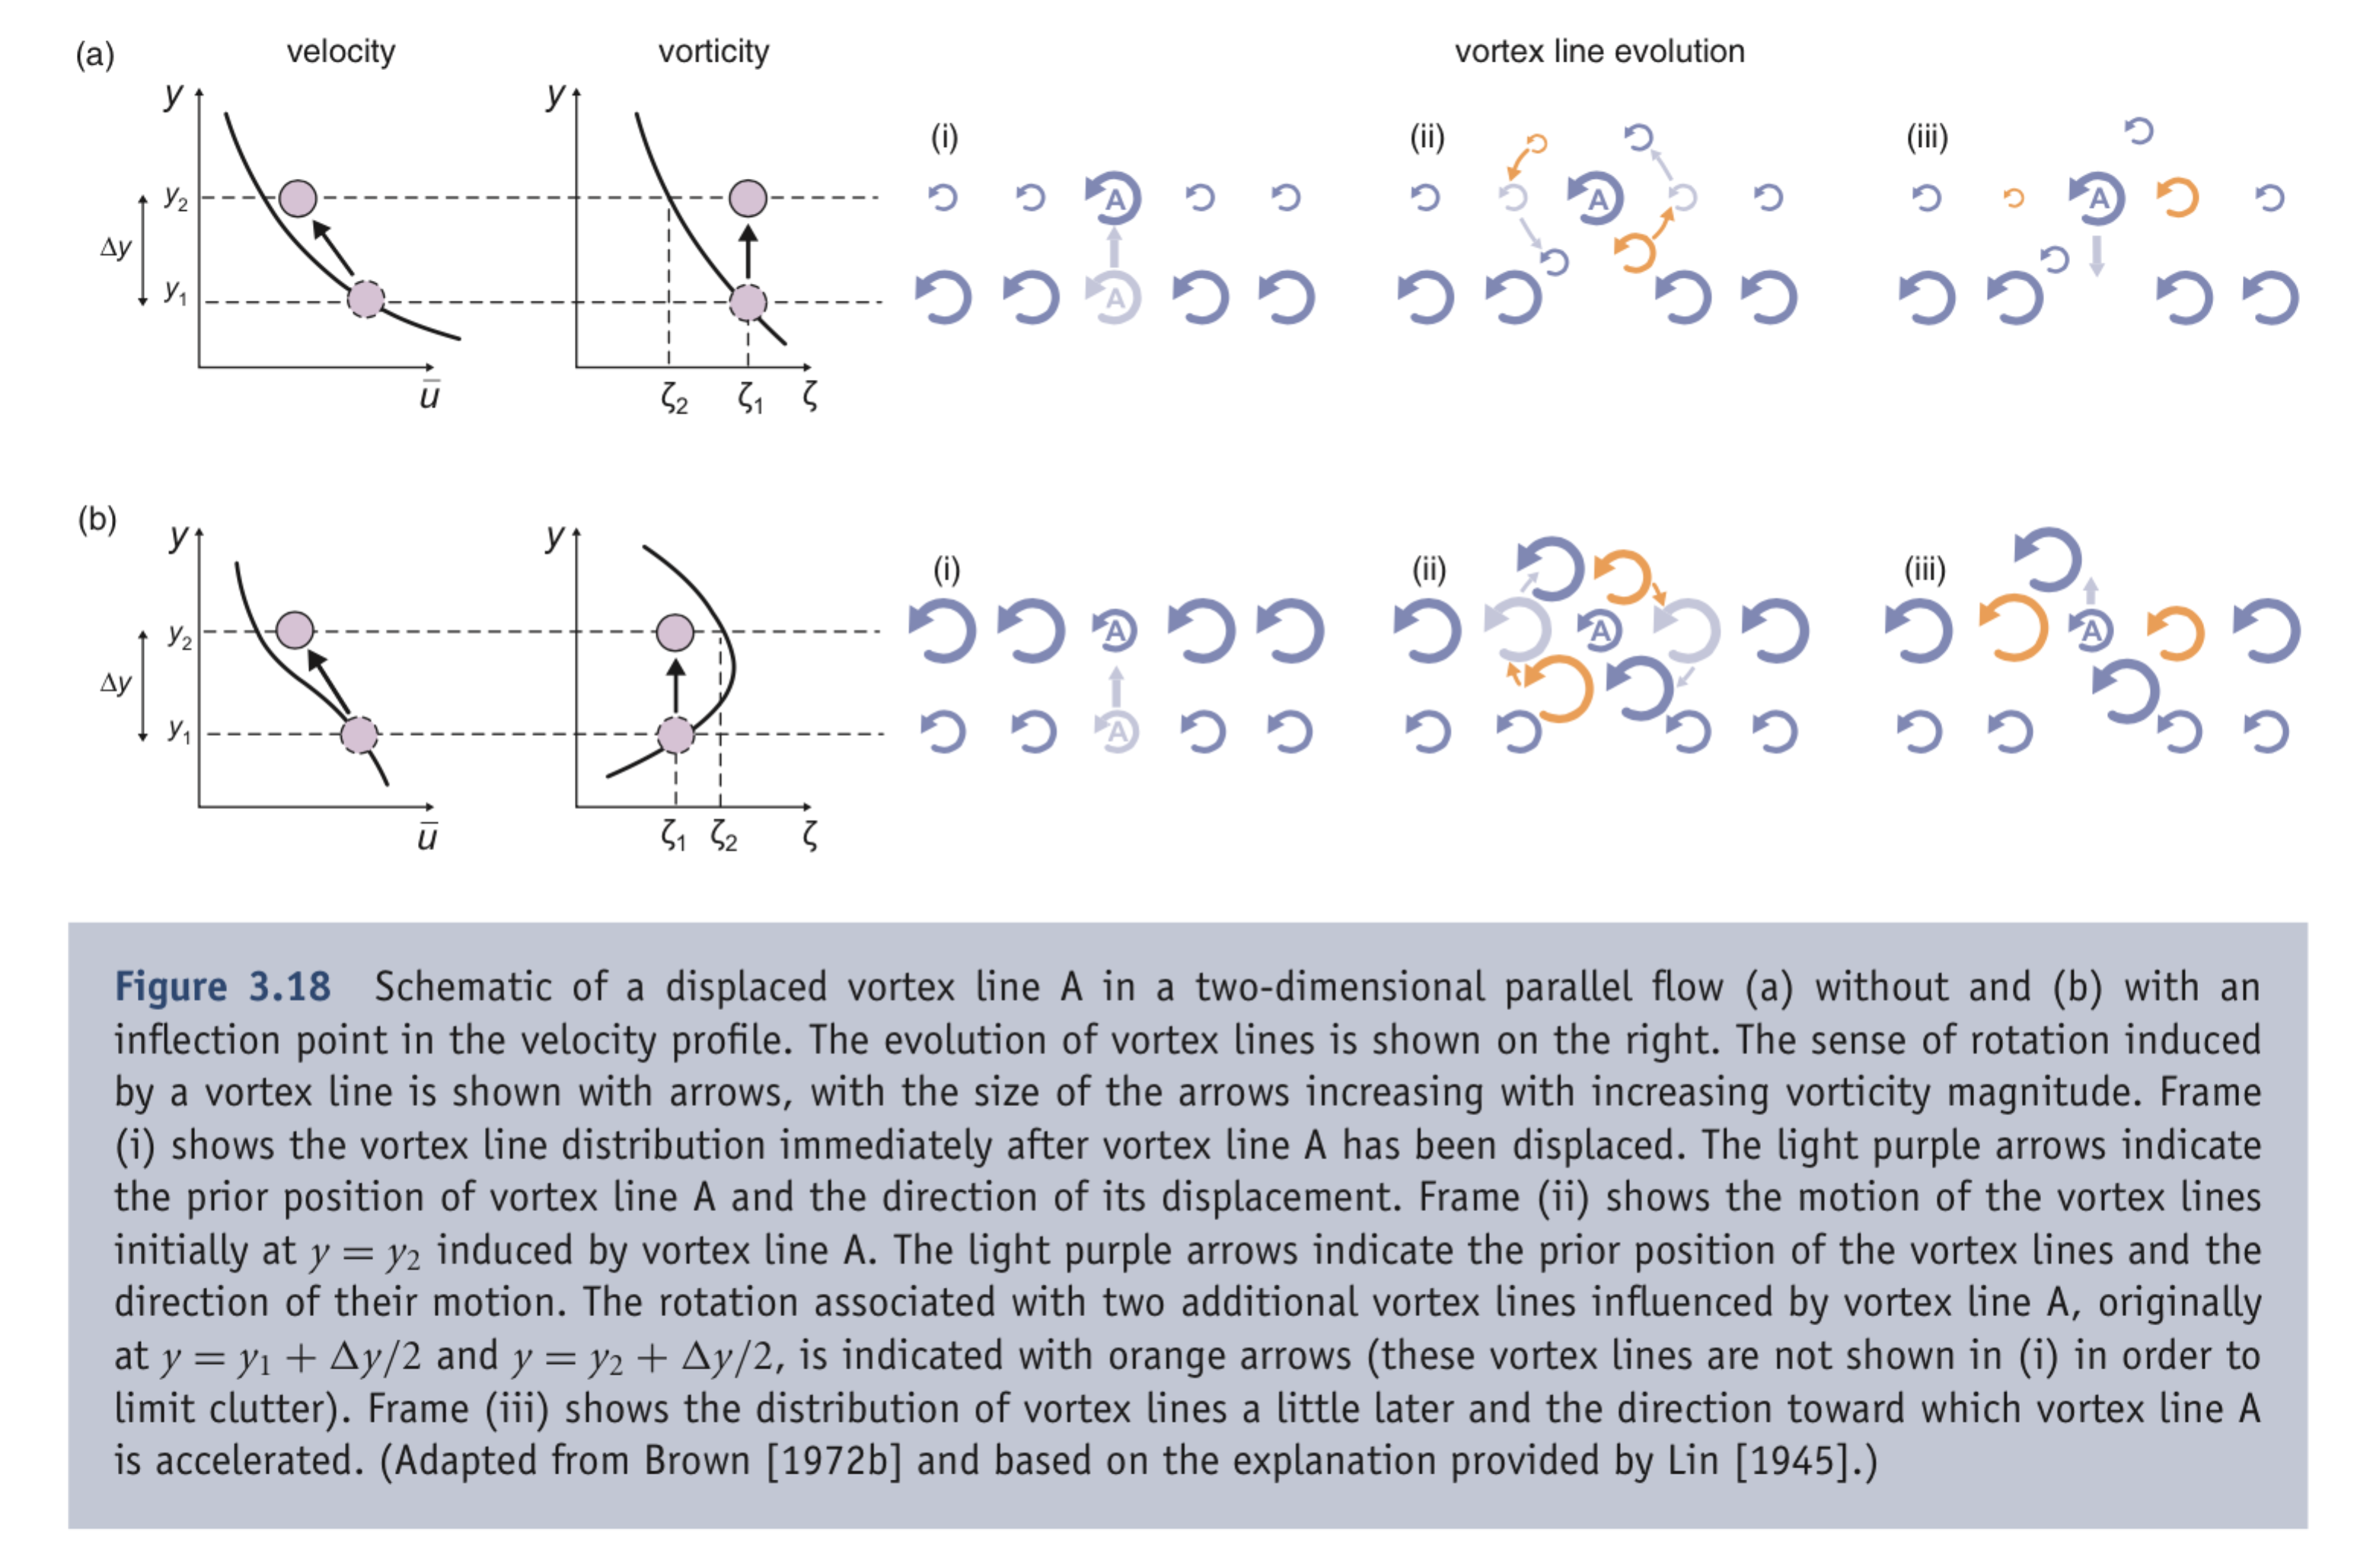 (a) velocity vorticity vortex line evolution
y y
(i) (ii) (iii)
y2
A A A
Δy
y1
A
ū ζ2 ζ1 ζ
(b)
y y
(i) (ii) (iii)
y2
A A A
Δy
y1
A
ū ζ1 ζ2 ζ
Figure 3.18 Schematic of a displaced vortex line A in a two-dimensional parallel flow (a) without and (b) with an
inflection point in the velocity profile. The evolution of vortex lines is shown on the right. The sense of rotation induced
by a vortex line is shown with arrows, with the size of the arrows increasing with increasing vorticity magnitude. Frame
(i) shows the vortex line distribution immediately after vortex line A has been displaced. The light purple arrows indicate
the prior position of vortex line A and the direction of its displacement. Frame (ii) shows the motion of the vortex lines
initially at y = y2 induced by vortex line A. The light purple arrows indicate the prior position of the vortex lines and the
direction of their motion. The rotation associated with two additional vortex lines influenced by vortex line A, originally
at y = y1 + Δy/2 and y = y2 + Δy/2, is indicated with orange arrows (these vortex lines are not shown in (i) in order to
limit clutter). Frame (iii) shows the distribution of vortex lines a little later and the direction toward which vortex line A
is accelerated. (Adapted from Brown [1972b] and based on the explanation provided by Lin [1945].)